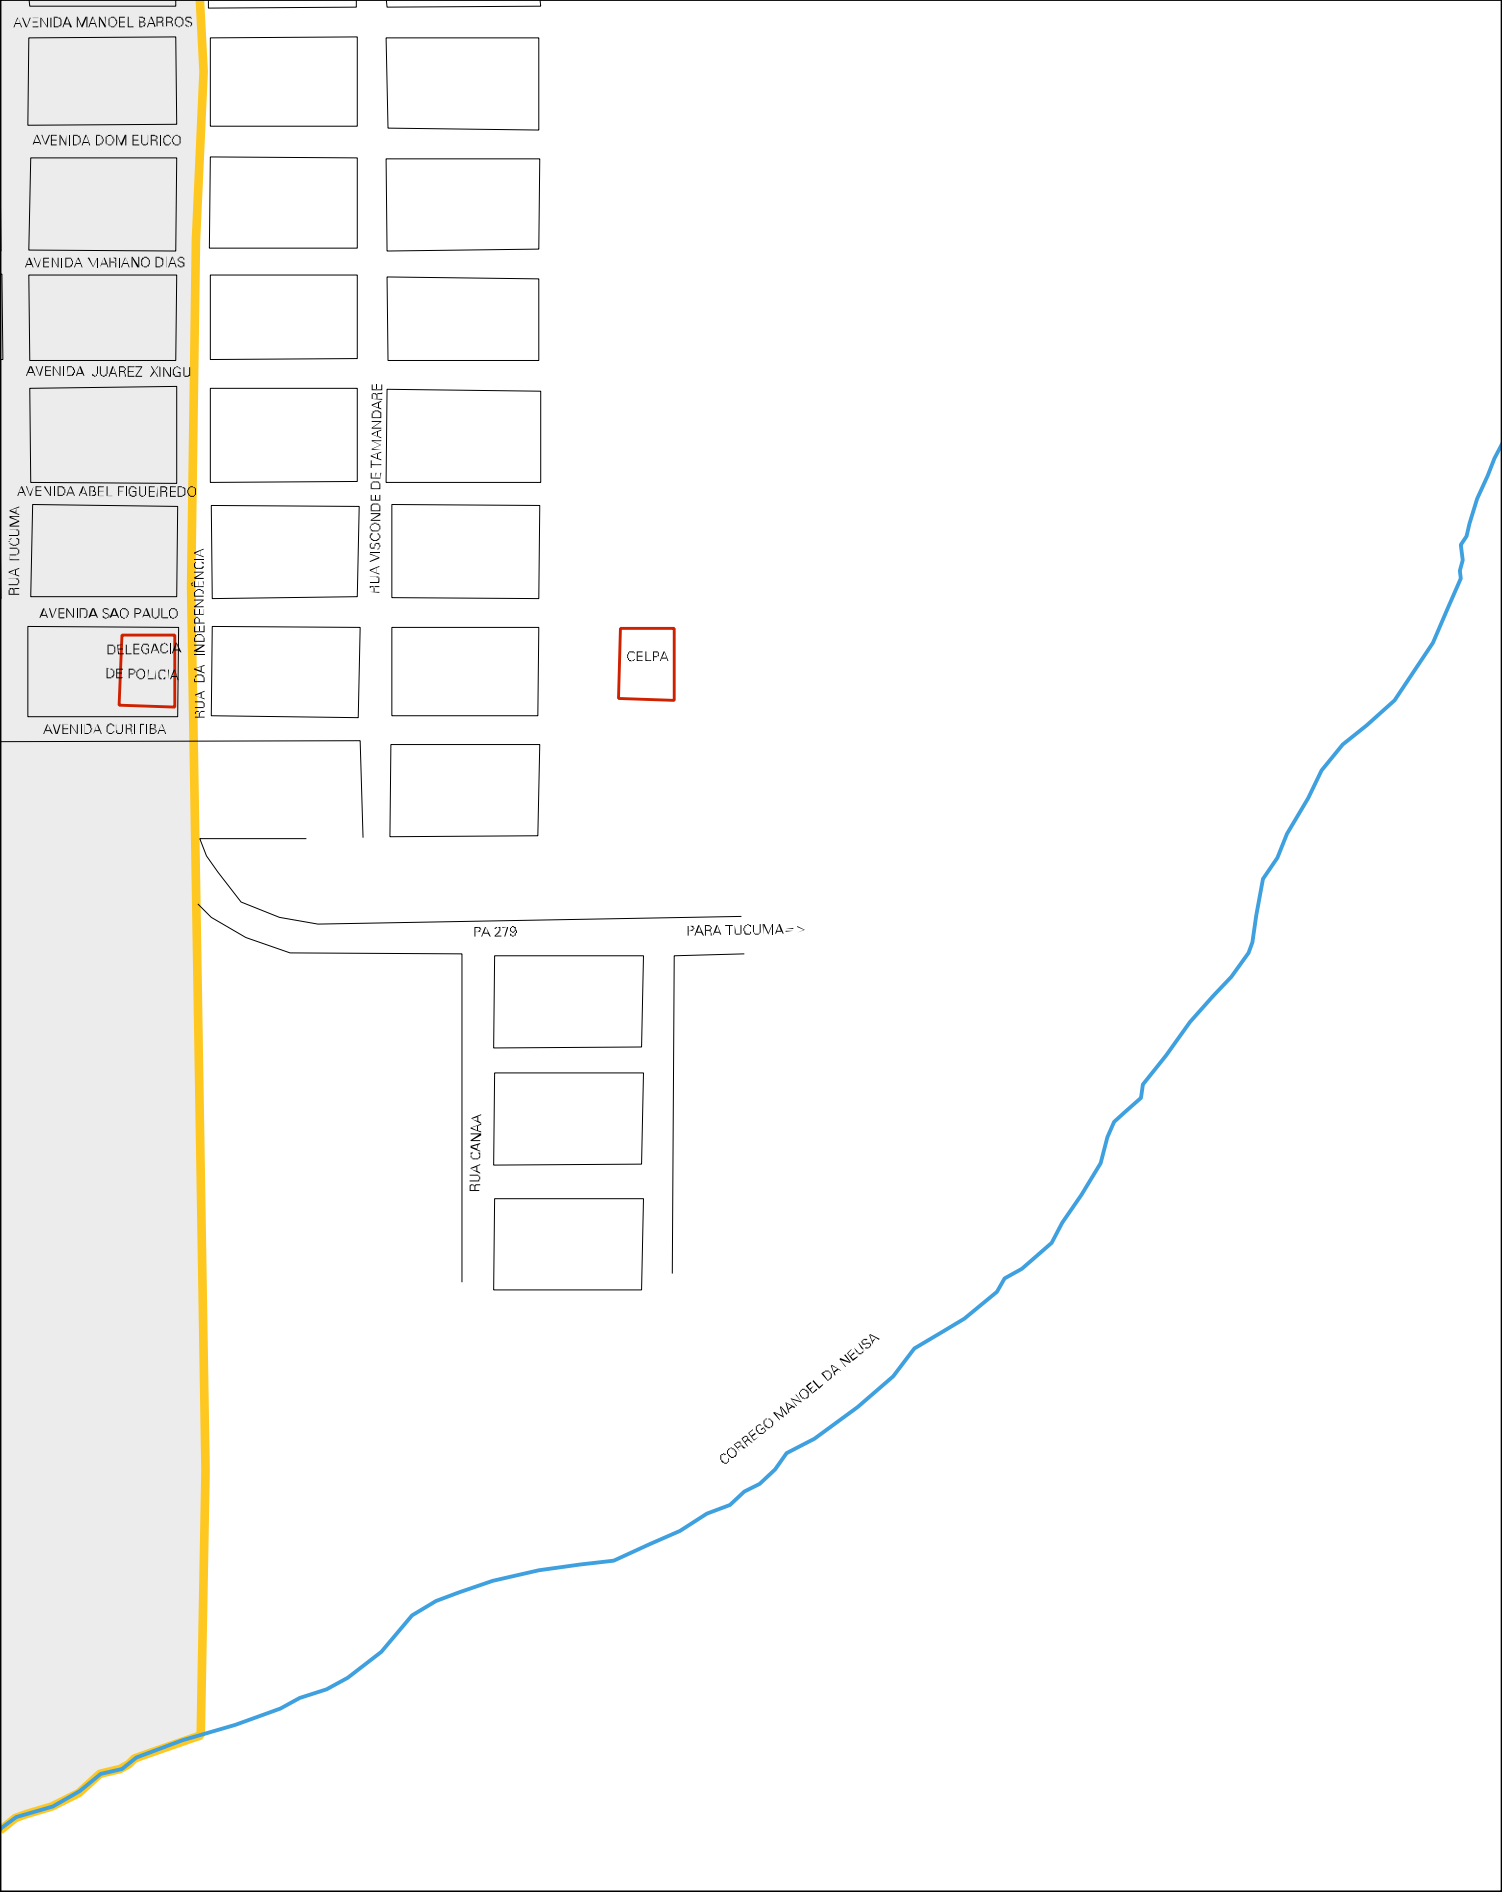 AVENIDA MANOEL BARROS
AVENIDA DOM EURICO
AVENIDA MARIANO DIAS
AVENIDA JUAREZ XINGU
RUA VISCONDE DE TAMANDARE
AVENIDA ABEL FIGUEIREDO
RUA TUCUMA
RUA DA INDEPENDÊNCIA
AVENIDA SAO PAULO
DELEGACIA
DE POLICIA
CELPA
AVENIDA CURITIBA
PA 279
PARA TUCUMA=>
RUA CANAA
CORREGO MANOEL DA NEUSA